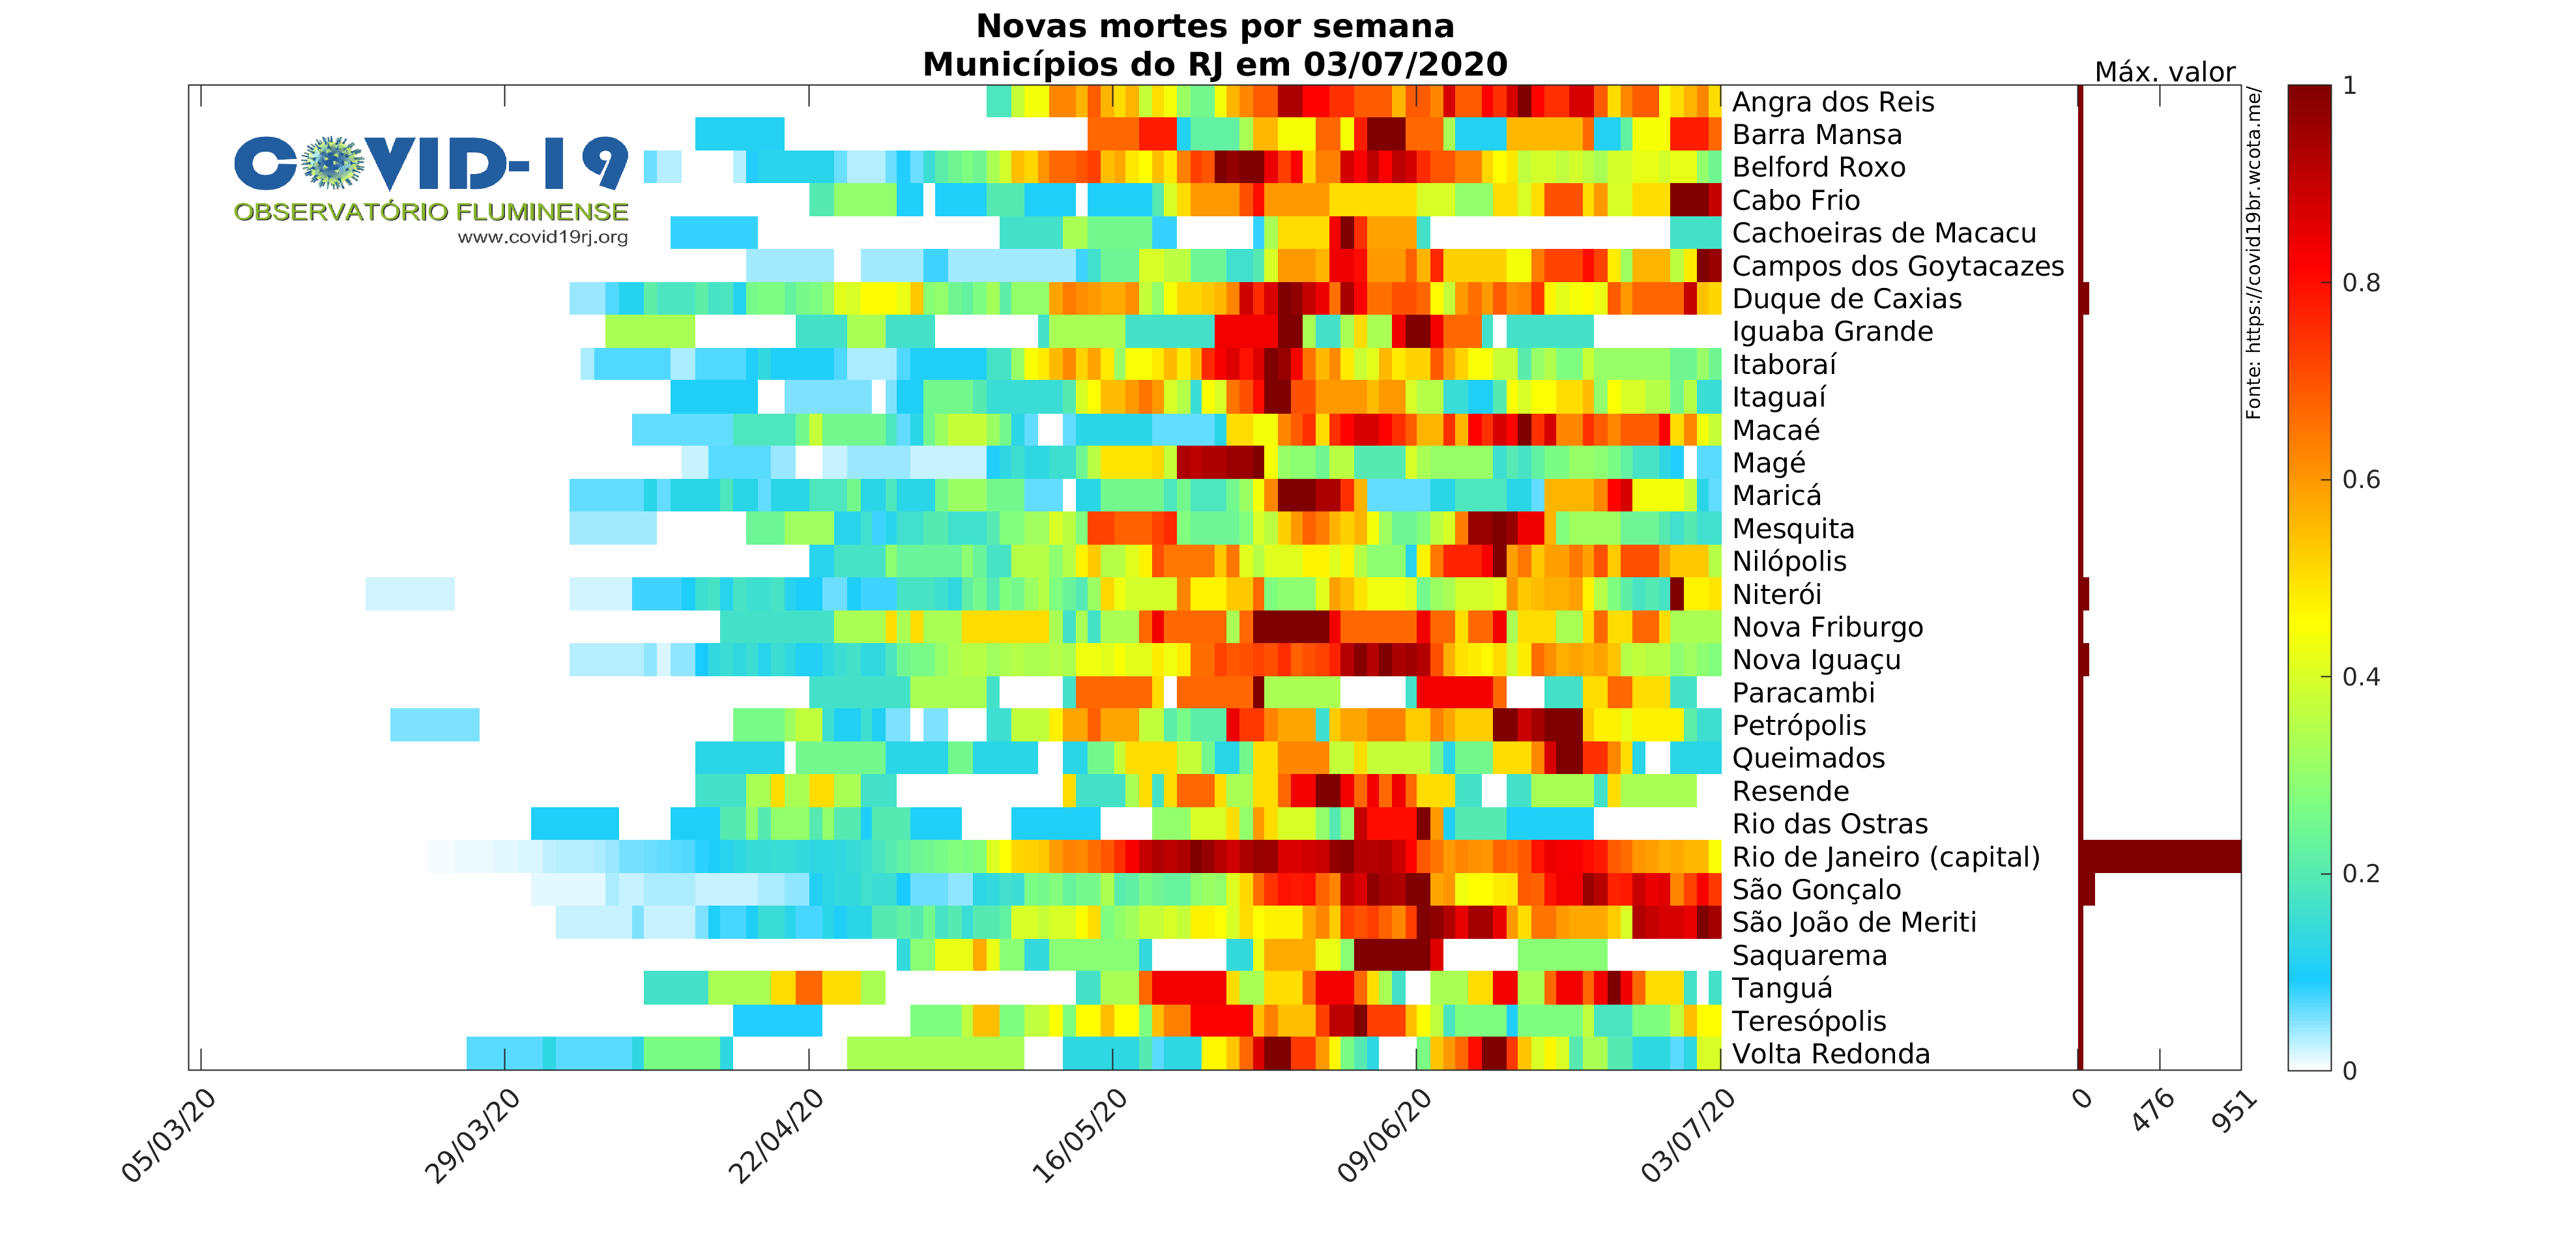 Novas mortes por semana
Municípios do RJ em 03/07/2020
Máx. valor
COVID-19
OBSERVATÓRIO FLUMINENSE
www.covid19rj.org
Angra dos Reis
Barra Mansa
Belford Roxo
Cabo Frio
Cachoeiras de Macacu
Campos dos Goytacazes
Duque de Caxias
Iguaba Grande
Itaboraí
Itaguaí
Macaé
Magé
Maricá
Mesquita
Nilópolis
Niterói
Nova Friburgo
Nova Iguaçu
Paracambi
Petrópolis
Queimados
Resende
Rio das Ostras
Rio de Janeiro (capital)
São Gonçalo
São João de Meriti
Saquarema
Tanguá
Teresópolis
Volta Redonda
Fonte: https://covid19br.wcota.me/
1
0.8
0.6
0.4
0.2
0
05/03/20
29/03/20
22/04/20
16/05/20
09/06/20
03/07/20
0
476
951